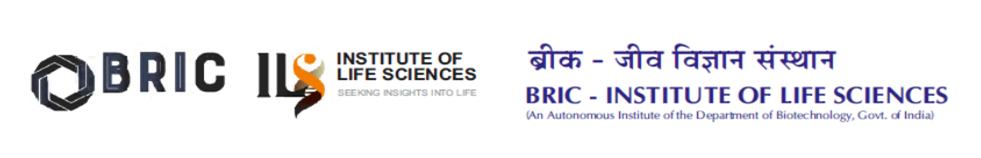 BRIC
ILS
INSTITUTE OF
LIFE SCIENCES
SEEKING INSIGHTS INTO LIFE
ब्रीक - जीव विज्ञान संस्थान
BRIC - INSTITUTE OF LIFE SCIENCES
(An Autonomous Institute of the Department of Biotechnology, Govt. of India)